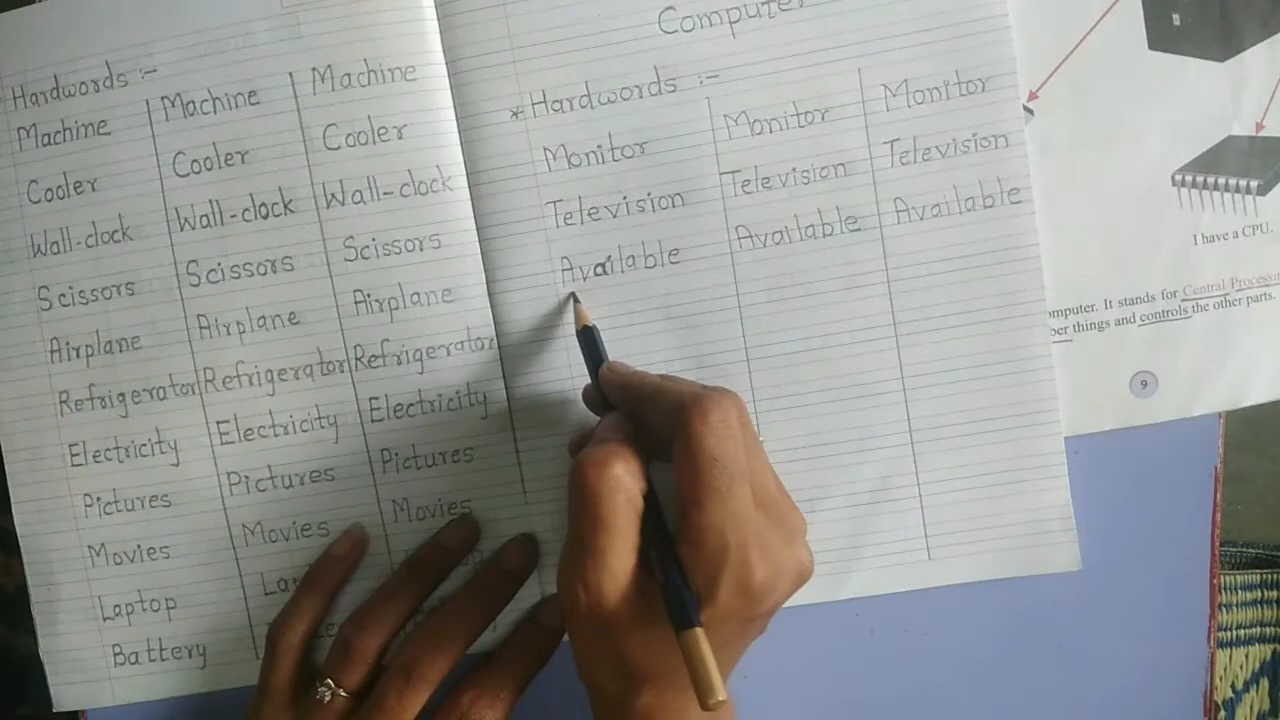 Hardwords :-
Machine Machine Machine
Cooler Cooler Cooler
Wall-clock Wall-clock Wall-clock
Scissors Scissors Scissors
Airplane Airplane Airplane
Refrigerator Refrigerator Refrigerator
Electricity Electricity Electricity
Pictures Pictures Pictures
Movies Movies Movies
Laptop
Battery
Computer
* Hardwords :-
Monitor Monitor Monitor
Television Television Television
Available Available Available
I have a CPU.
It stands for Central
things and controls the other parts.
9